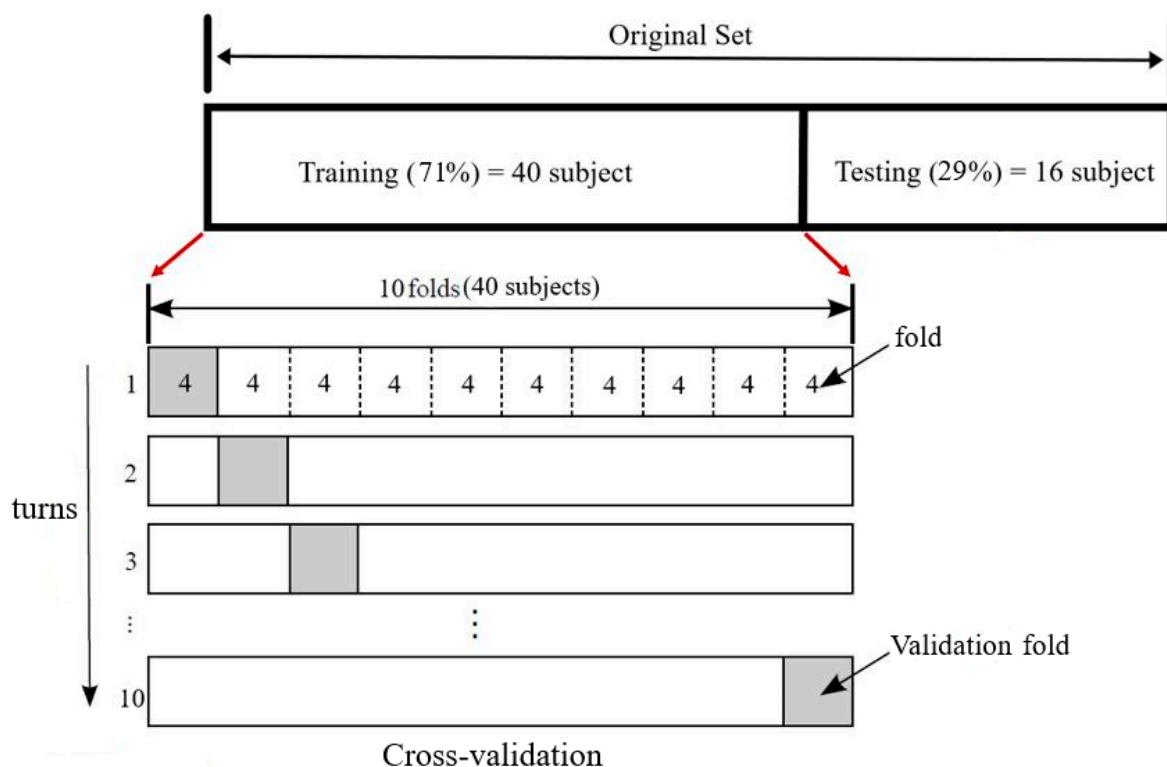 Original Set
Training (71%) = 40 subject
Testing (29%) = 16 subject
10 folds (40 subjects)
fold
1
4 4 4 4 4 4 4 4 4 4
2
turns
3
⋮
⋮
Validation fold
10
Cross-validation